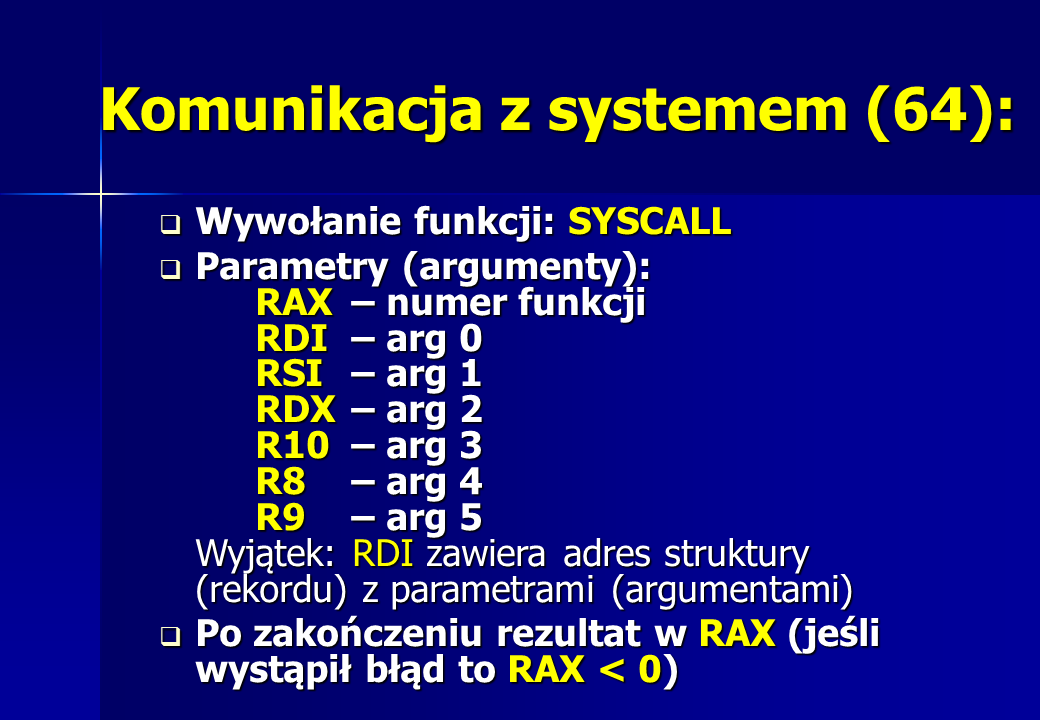 Komunikacja z systemem (64):
Wywołanie funkcji: SYSCALL
Parametry (argumenty):
RAX – numer funkcji
RDI – arg 0
RSI – arg 1
RDX – arg 2
R10 – arg 3
R8 – arg 4
R9 – arg 5
Wyjątek: RDI zawiera adres struktury
(rekordu) z parametrami (argumentami)
Po zakończeniu rezultat w RAX (jeśli
wystąpił błąd to RAX < 0)